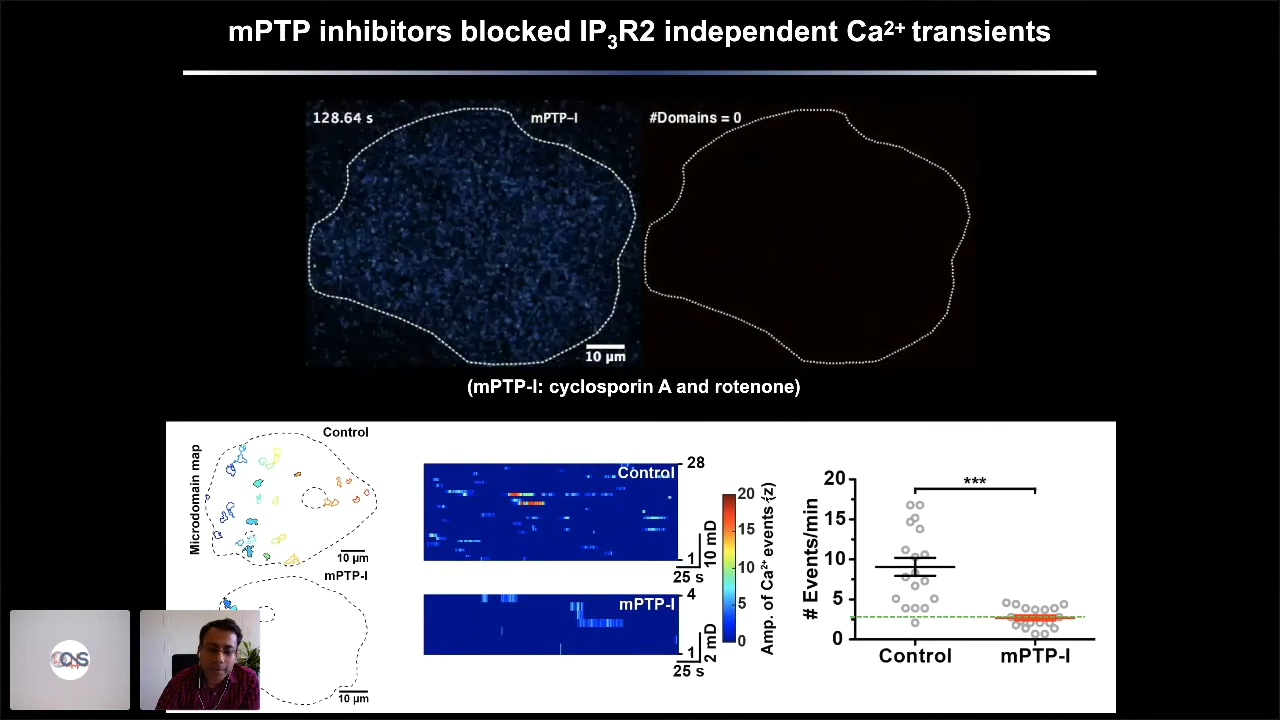 mPTP inhibitors blocked IP3R2 independent Ca2+ transients
128.64 s
mPTP-I
#Domains = 0
10 µm
(mPTP-I: cyclosporin A and rotenone)
Microdomain map
Control
10 µm
mPTP-I
10 µm
Control
28
1
10 mD
25 s
mPTP-I
4
1
2 mD
25 s
20
15
10
5
0
Amp. of Ca2+ events (z)
# Events/min
20
15
10
5
0
***
Control
mPTP-I